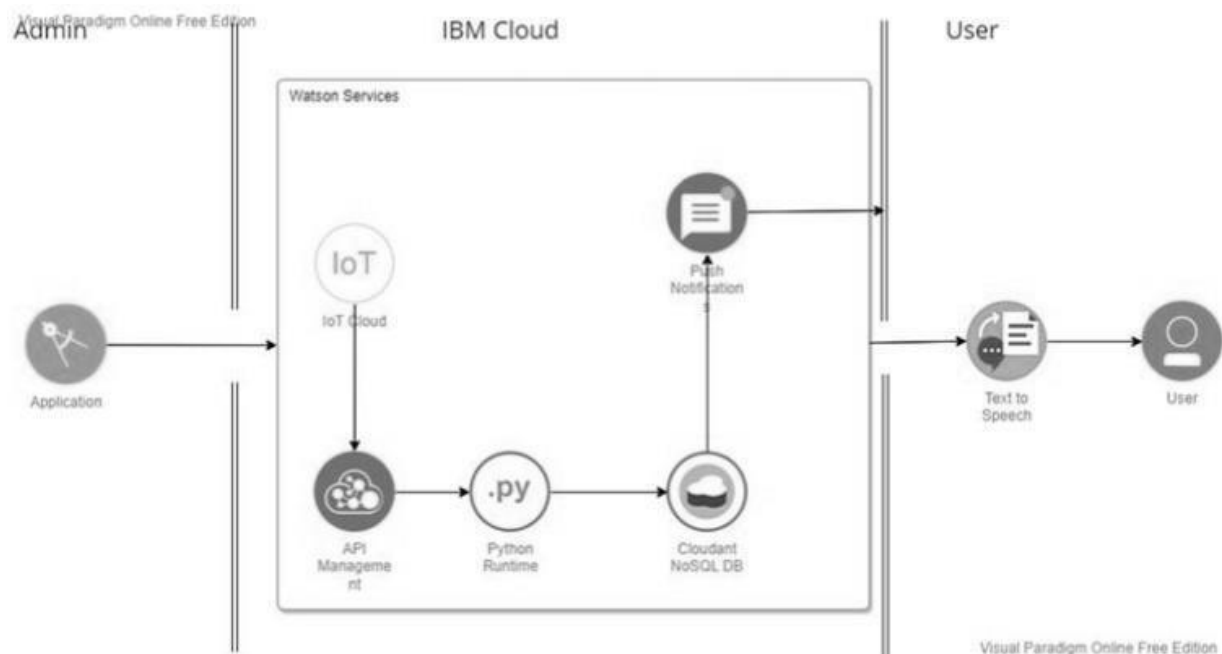 Visual Paradigm Online Free Edition
Admin
IBM Cloud
User
Watson Services
IoT
IoT Cloud
Push
Notification
s
Application
Text to
Speech
User
.py
API
Manageme
nt
Python
Runtime
Cloudant
NoSQL DB
Visual Paradigm Online Free Edition